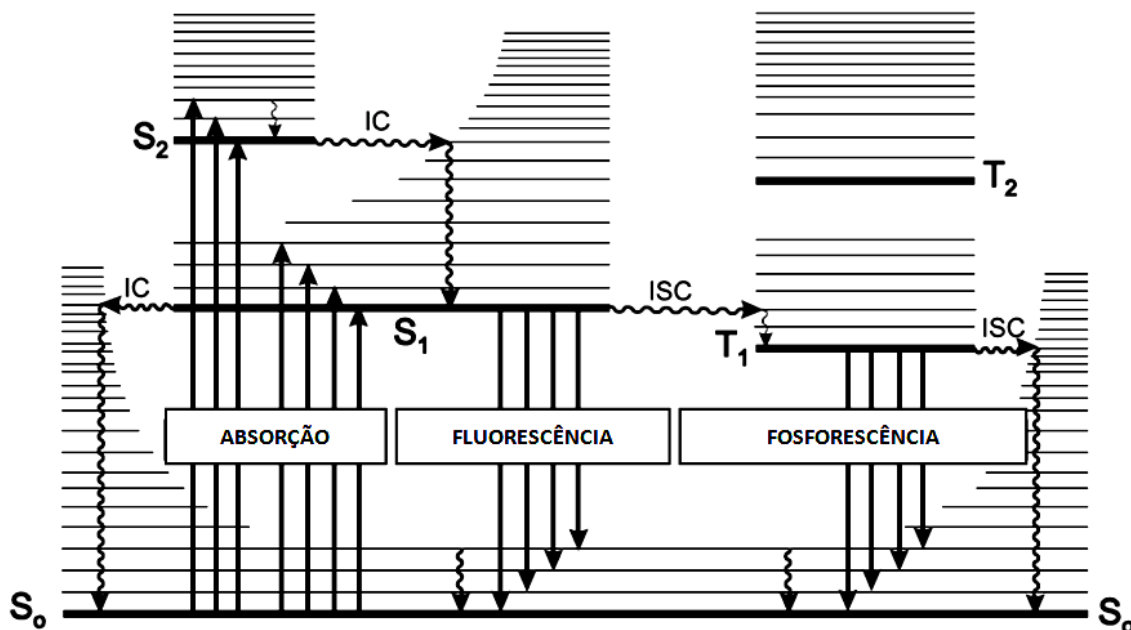 S2
IC
T2
IC
S1
ISC
T1
ISC
ABSORÇÃO
FLUORESCÊNCIA
FOSFORESCÊNCIA
So
So